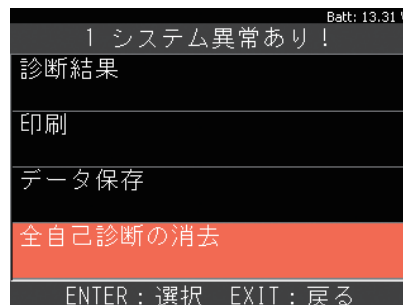 Batt: 13.31 V
1 システム異常あり!
診断結果
印刷
データ保存
全自己診断の消去
ENTER:選択 EXIT:戻る